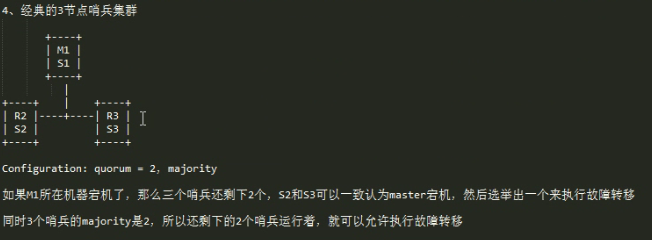 4、经典的3节点哨兵集群
+----+
| M1 |
| S1 |
+----+
|
+----+ | +----+
| R2 |----+----| R3 |
| S2 | | S3 |
+----+ +----+
Configuration: quorum = 2，majority
如果M1所在机器宕机了，那么三个哨兵还剩下2个，S2和S3可以一致认为master宕机，然后选举出一个来执行故障转移
同时3个哨兵的majority是2，所以还剩下的2个哨兵运行着，就可以允许执行故障转移